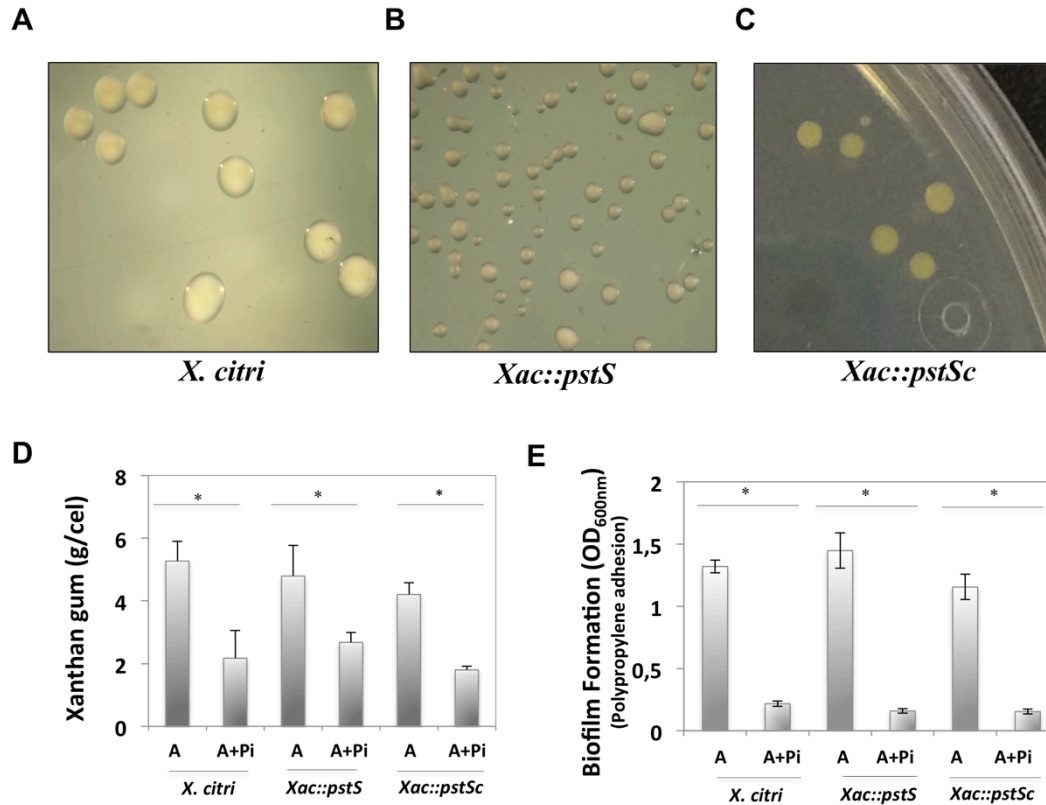 A
B
C
X. citri
Xac::pstS
Xac::pstSc
D
Xanthan gum (g/cel)
8
6
4
2
0
*
*
*
A A+Pi A A+Pi A A+Pi
X. citri Xac::pstS Xac::pstSc
E
Biofilm Formation (OD600nm)
(Polypropylene adhesion)
2
1,5
1
0,5
0
*
*
*
A A+Pi A A+Pi A A+Pi
X. citri Xac::pstS Xac::pstSc